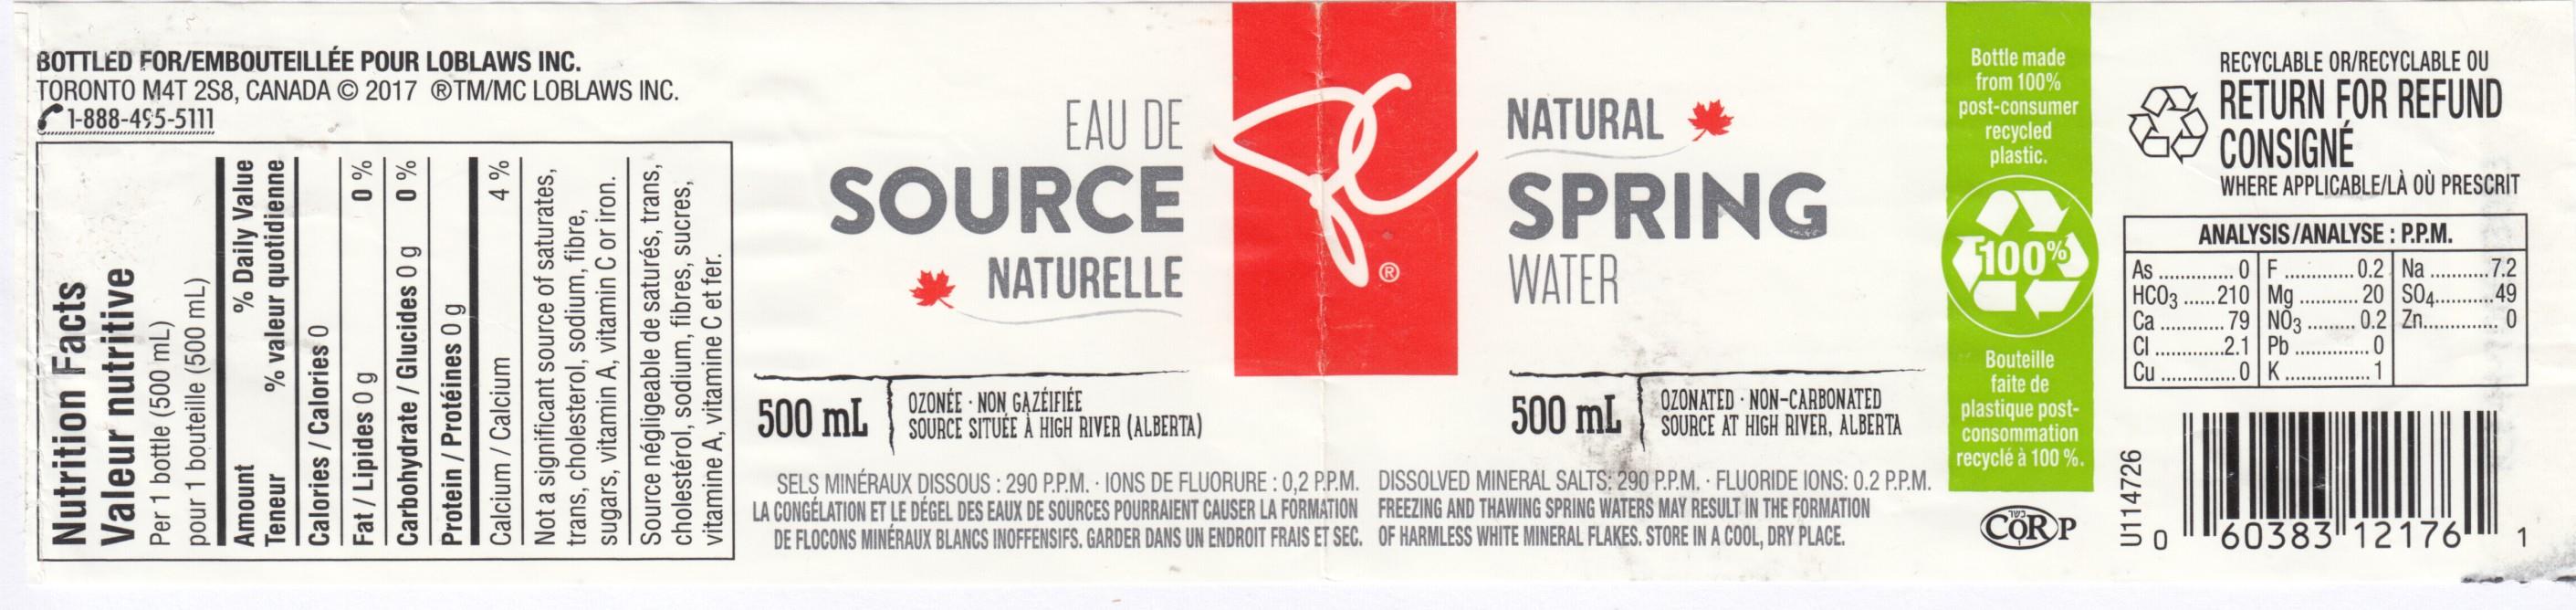 BOTTLED FOR/EMBOUTEILLÉE POUR LOBLAWS INC.
TORONTO M4T 2S8, CANADA © 2017 ®TM/MC LOBLAWS INC.
1-888-495-5111
Nutrition Facts
Valeur nutritive
Per 1 bottle (500 mL)
pour 1 bouteille (500 mL)
Amount % Daily Value
Teneur % valeur quotidienne
Calories / Calories 0
Fat / Lipides 0 g 0 %
Carbohydrate / Glucides 0 g 0 %
Protein / Protéines 0 g
Calcium / Calcium 4 %
Not a significant source of saturates,
trans, cholesterol, sodium, fibre,
sugars, vitamin A, vitamin C or iron.
Source négligeable de saturés, trans,
cholestérol, sodium, fibres, sucres,
vitamine A, vitamine C et fer.
EAU DE
SOURCE
NATURELLE
500 mL
OZONÉE · NON GAZÉIFIÉE
SOURCE SITUÉE À HIGH RIVER (ALBERTA)
SELS MINÉRAUX DISSOUS : 290 P.P.M. · IONS DE FLUORURE : 0,2 P.P.M.
LA CONGÉLATION ET LE DÉGEL DES EAUX DE SOURCES POURRAIENT CAUSER LA FORMATION
DE FLOCONS MINÉRAUX BLANCS INOFFENSIFS. GARDER DANS UN ENDROIT FRAIS ET SEC.
PC ®
NATURAL
SPRING
WATER
500 mL
OZONATED · NON-CARBONATED
SOURCE AT HIGH RIVER, ALBERTA
DISSOLVED MINERAL SALTS: 290 P.P.M. · FLUORIDE IONS: 0.2 P.P.M.
FREEZING AND THAWING SPRING WATERS MAY RESULT IN THE FORMATION
OF HARMLESS WHITE MINERAL FLAKES. STORE IN A COOL, DRY PLACE.
Bottle made
from 100%
post-consumer
recycled
plastic.
100%
Bouteille
faite de
plastique post-
consommation
recyclé à 100 %.
כשר
COR P
RECYCLABLE OR/RECYCLABLE OU
RETURN FOR REFUND
CONSIGNÉ
WHERE APPLICABLE/LÀ OÙ PRESCRIT
ANALYSIS/ANALYSE : P.P.M.
As .............. 0 F ............. 0.2 Na ...........7.2
HCO3 ......210 Mg ........... 20 SO4...........49
Ca ............ 79 NO3 ......... 0.2 Zn.............. 0
Cl .............2.1 Pb ............... 0
Cu .............. 0 K ................ 1
U114726
0 60383 12176 1